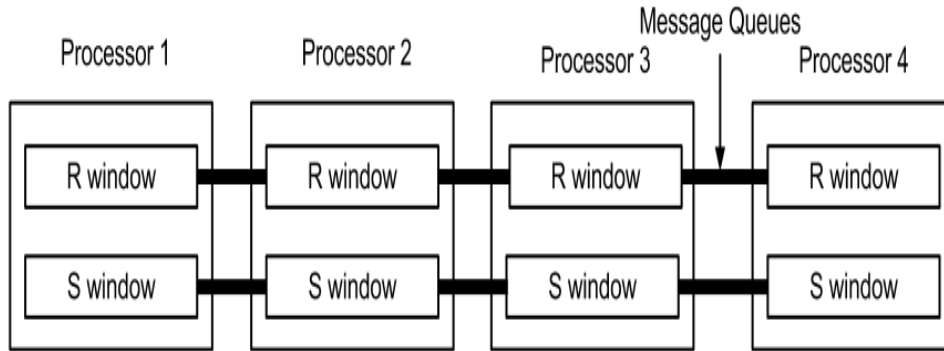 Message Queues
Processor 1 Processor 2 Processor 3 Processor 4
R window R window R window R window
S window S window S window S window